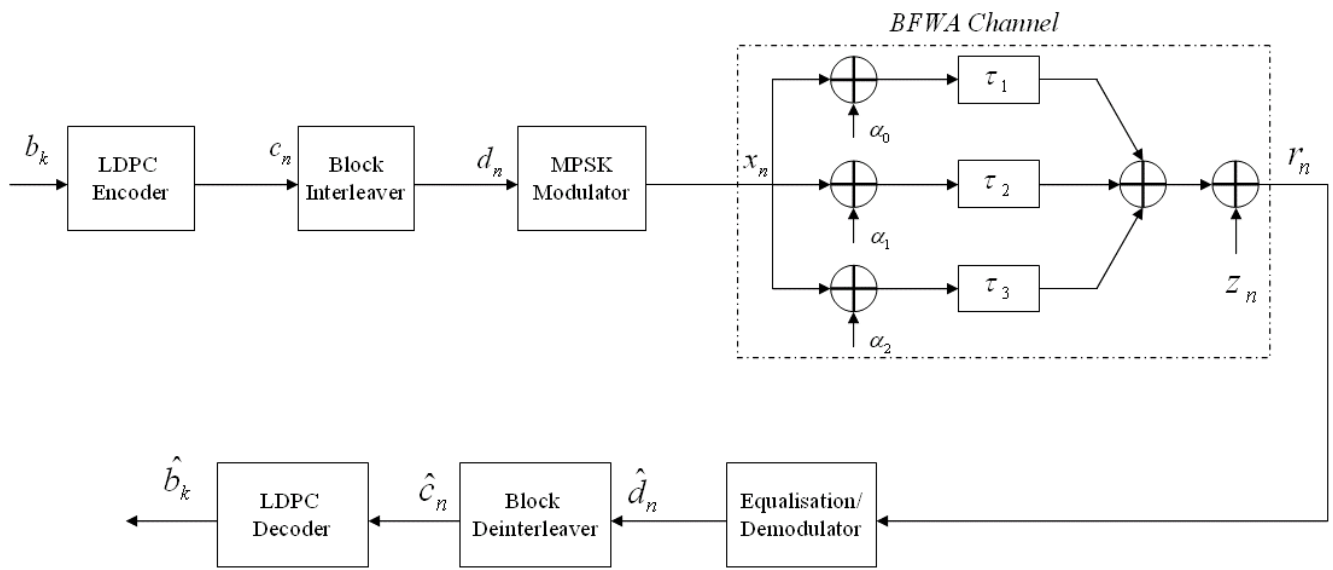 BFWA Channel
b_k
LDPC
Encoder
c_n
Block
Interleaver
d_n
MPSK
Modulator
x_n
α_0
τ_1
α_1
τ_2
α_2
τ_3
z_n
r_n
b̂_k
LDPC
Decoder
ĉ_n
Block
Deinterleaver
d̂_n
Equalisation/
Demodulator